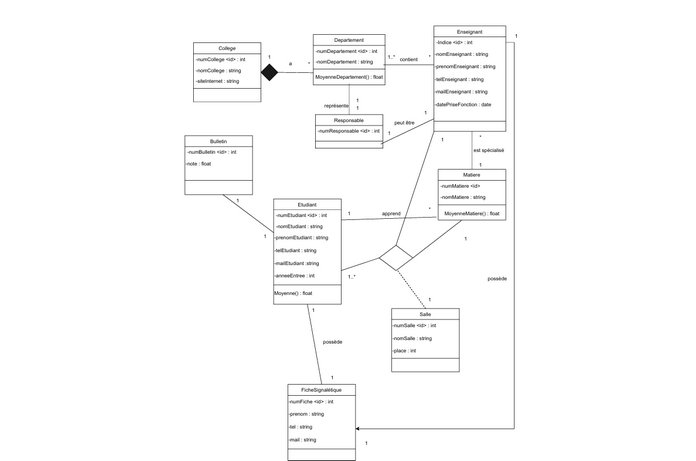 College
-numCollege <id> : int
-nomCollege : string
-siteInternet : string
1
a
*
Departement
-numDepartement <id> : int
-nomDepartement : string
MoyenneDepartement() : float
1..*
content
*
représente
1
1
Responsable
-numResponsable <id> : int
1
peut être
1
Enseignant
-Indice <id> : int
-nomEnseignant : string
-prenomEnseignant : string
-telEnseignant : string
-mailEnseignant : string
-datePriseFonction : date
1
1
*
est spécialisé
1
Bulletin
-numBulletin <id> : int
-note : float
1
1
Matiere
-numMatiere <id>
-nomMatiere : string
MoyenneMatiere() : float
1
Etudiant
-numEtudiant <id> : int
-nomEtudiant : string
-prenomEtudiant : string
-telEtudiant : string
-mailEtudiant :string
-anneeEntree : int
Moyenne() : float
1
apprend
*
1..*
1
possède
1
possède
1
Salle
-numSalle <id> : int
-nomSalle : string
-place : int
FicheSignalétique
-numFiche <id> : int
-prenom : string
-tel : string
-mail : string
1